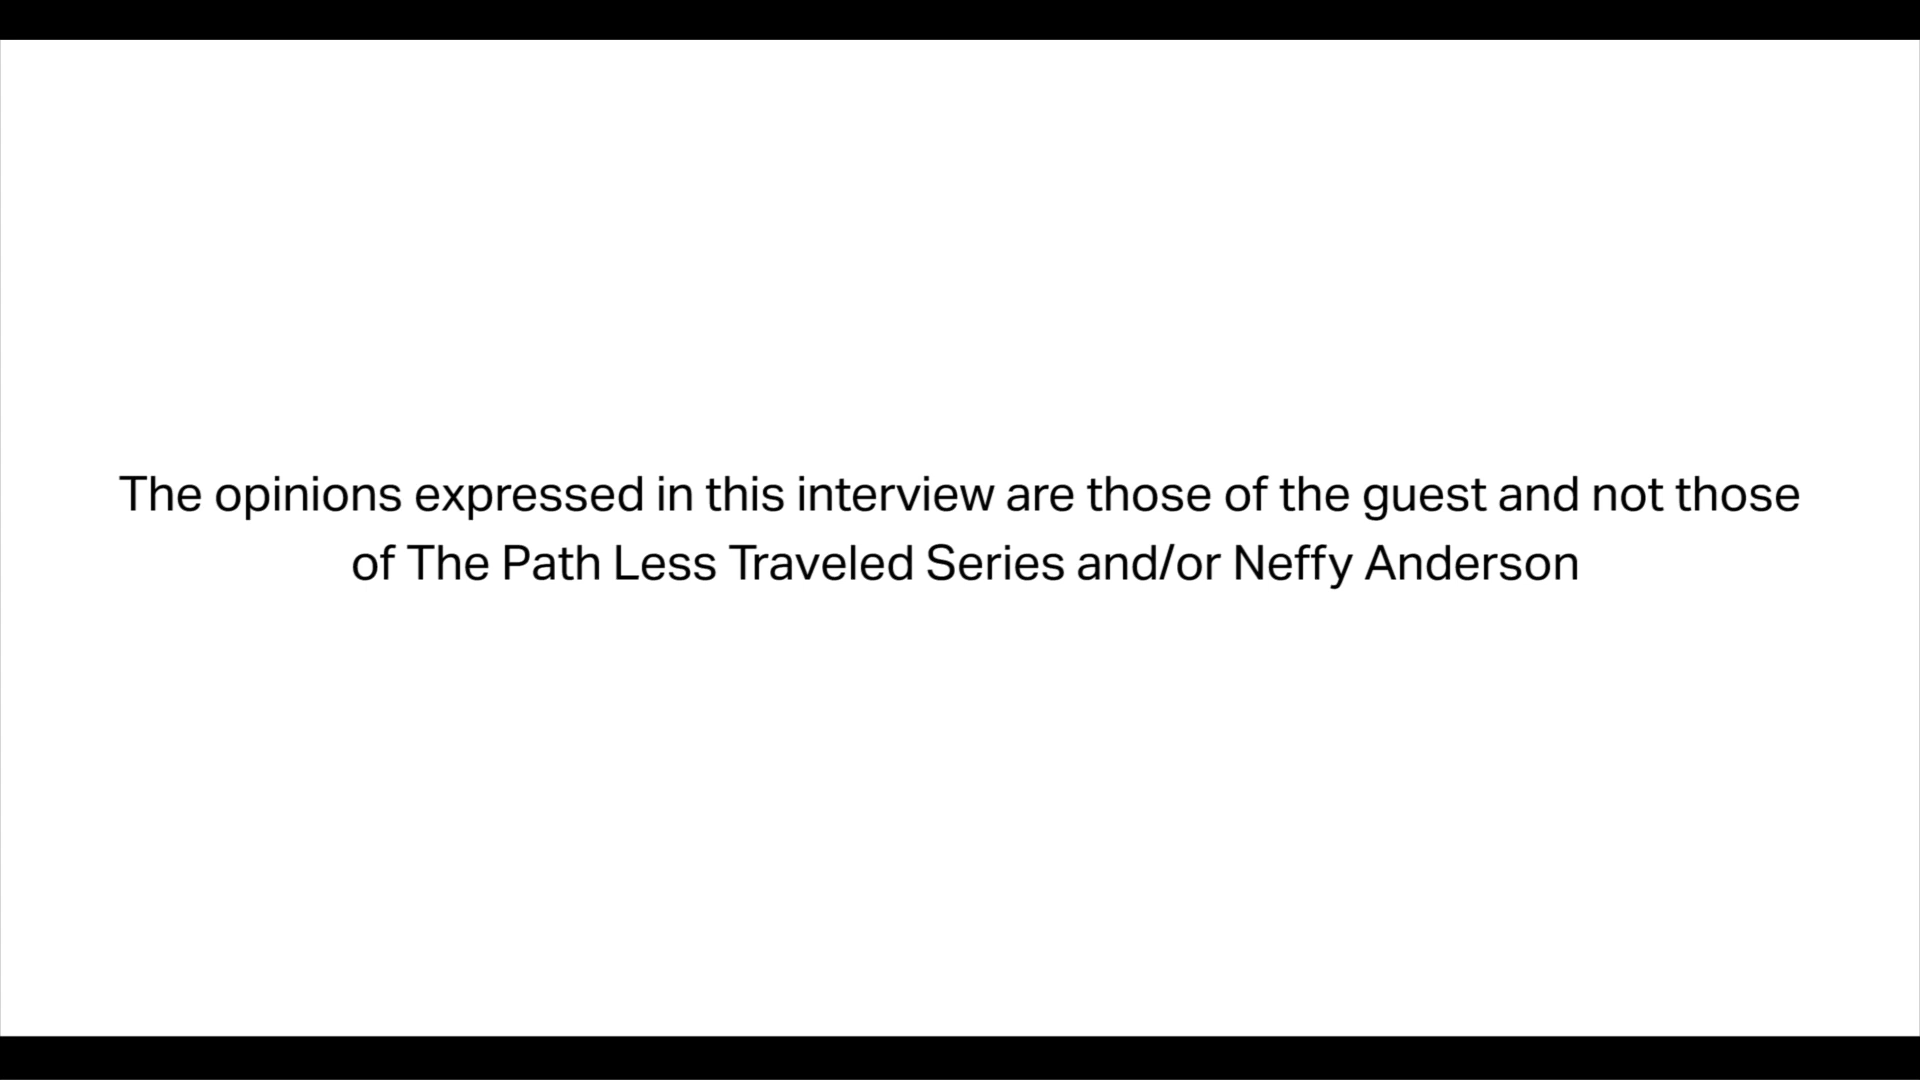 The opinions expressed in this interview are those of the guest and not those
of The Path Less Traveled Series and/or Neffy Anderson